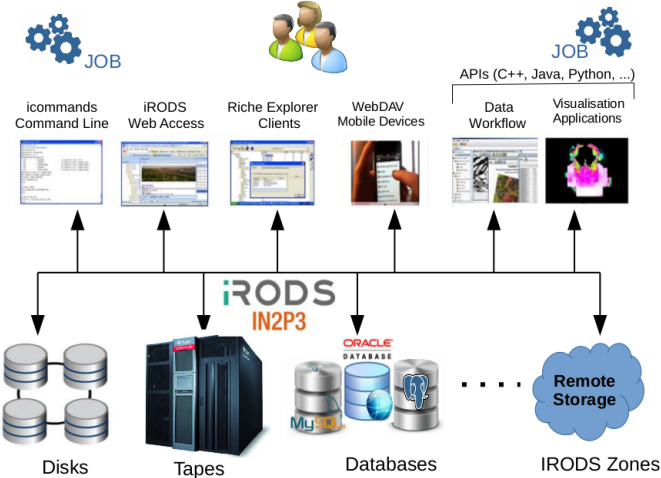 JOB
JOB
APIs (C++, Java, Python, ...)
icommands
Command Line
iRODS
Web Access
Riche Explorer
Clients
WebDAV
Mobile Devices
Data
Workflow
Visualisation
Applications
iRODS
IN2P3
ORACLE
DATABASE
MySQL
Remote
Storage
Disks
Tapes
Databases
IRODS Zones